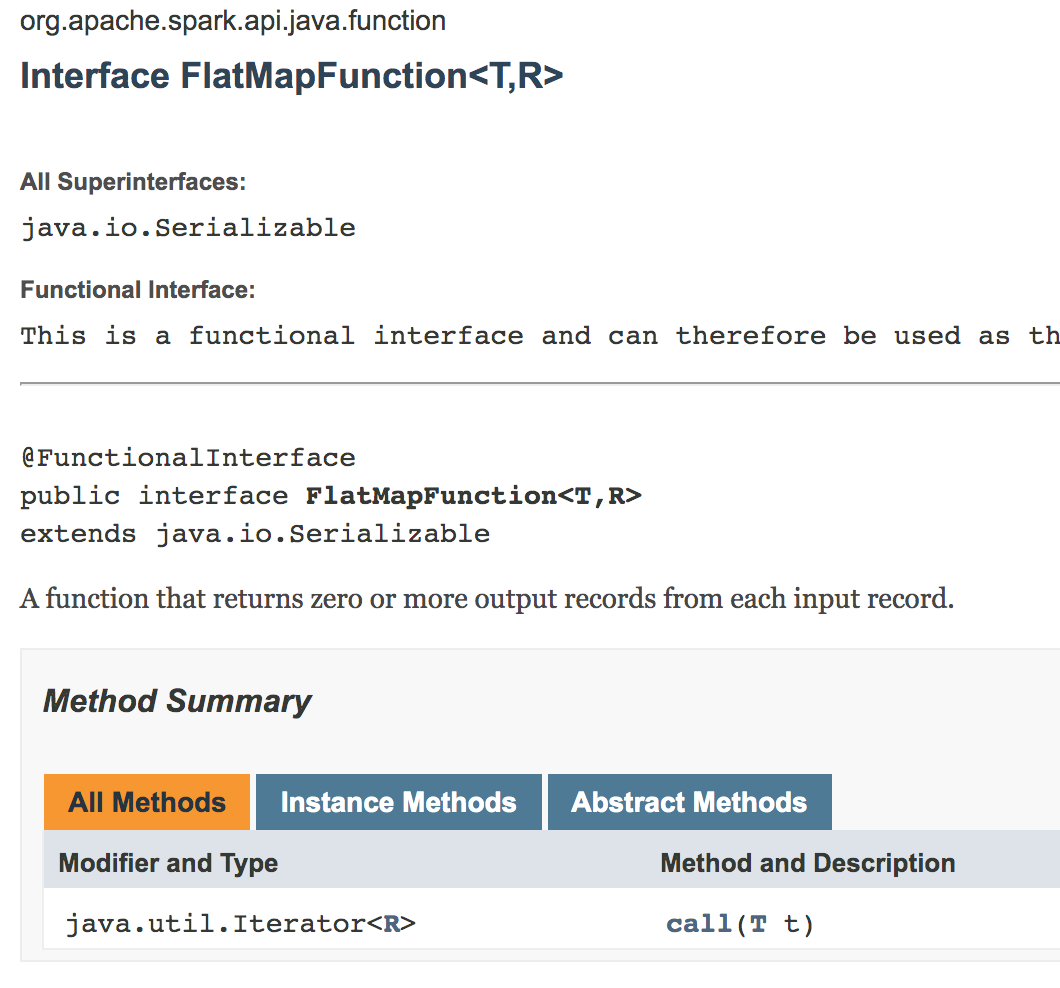 org.apache.spark.api.java.function
Interface FlatMapFunction<T,R>
All Superinterfaces:
java.io.Serializable
Functional Interface:
This is a functional interface and can therefore be used as th
@FunctionalInterface
public interface FlatMapFunction<T,R>
extends java.io.Serializable
A function that returns zero or more output records from each input record.
Method Summary
All Methods Instance Methods Abstract Methods
Modifier and Type Method and Description
java.util.Iterator<R> call(T t)